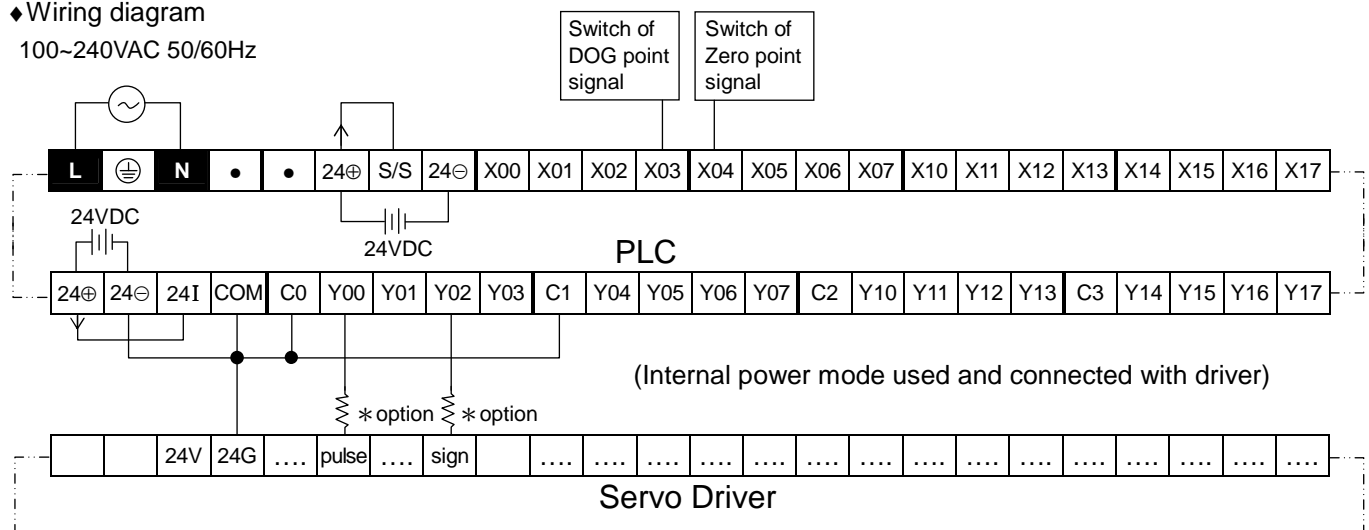 ♦Wiring diagram
100~240VAC 50/60Hz
Switch of DOG point signal
Switch of Zero point signal
L ⏚ N • • 24⊕ S/S 24⊖ X00 X01 X02 X03 X04 X05 X06 X07 X10 X11 X12 X13 X14 X15 X16 X17
24VDC
24VDC
PLC
24⊕ 24⊖ 24I COM C0 Y00 Y01 Y02 Y03 C1 Y04 Y05 Y06 Y07 C2 Y10 Y11 Y12 Y13 C3 Y14 Y15 Y16 Y17
(Internal power mode used and connected with driver)
*option *option
24V 24G .... pulse .... sign .... .... .... .... .... .... .... .... .... .... .... .... .... .... ....
Servo Driver